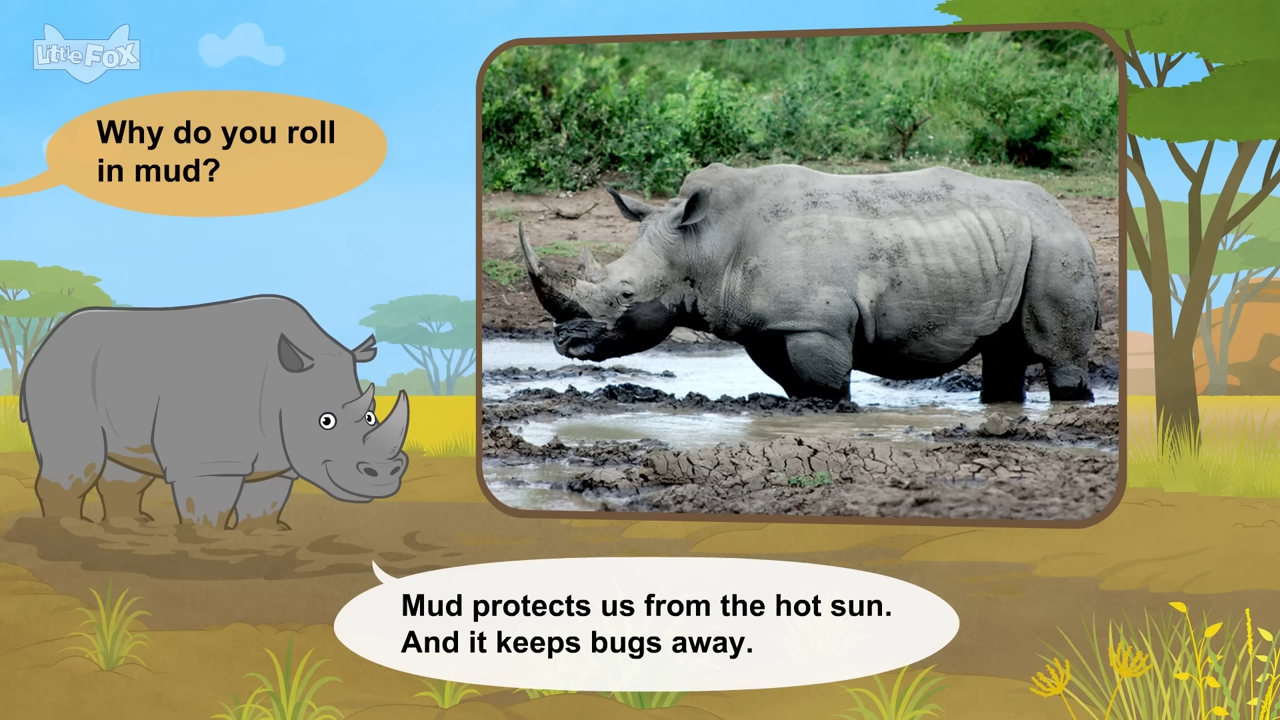 Little Fox
Why do you roll
in mud?
Mud protects us from the hot sun.
And it keeps bugs away.